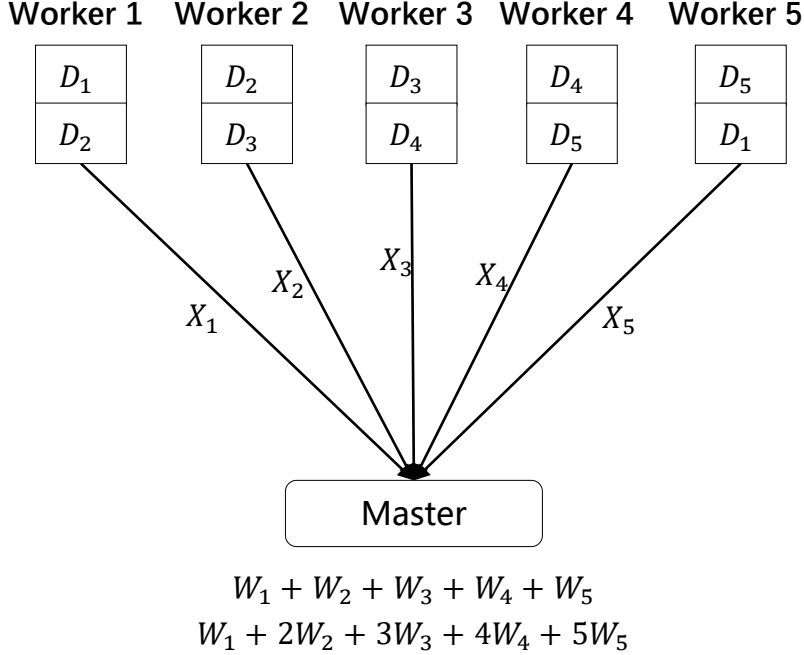 Worker 1 Worker 2 Worker 3 Worker 4 Worker 5
D₁ D₂ D₃ D₄ D₅
D₂ D₃ D₄ D₅ D₁
X₁ X₂ X₃ X₄ X₅
Master
W₁ + W₂ + W₃ + W₄ + W₅
W₁ + 2W₂ + 3W₃ + 4W₄ + 5W₅